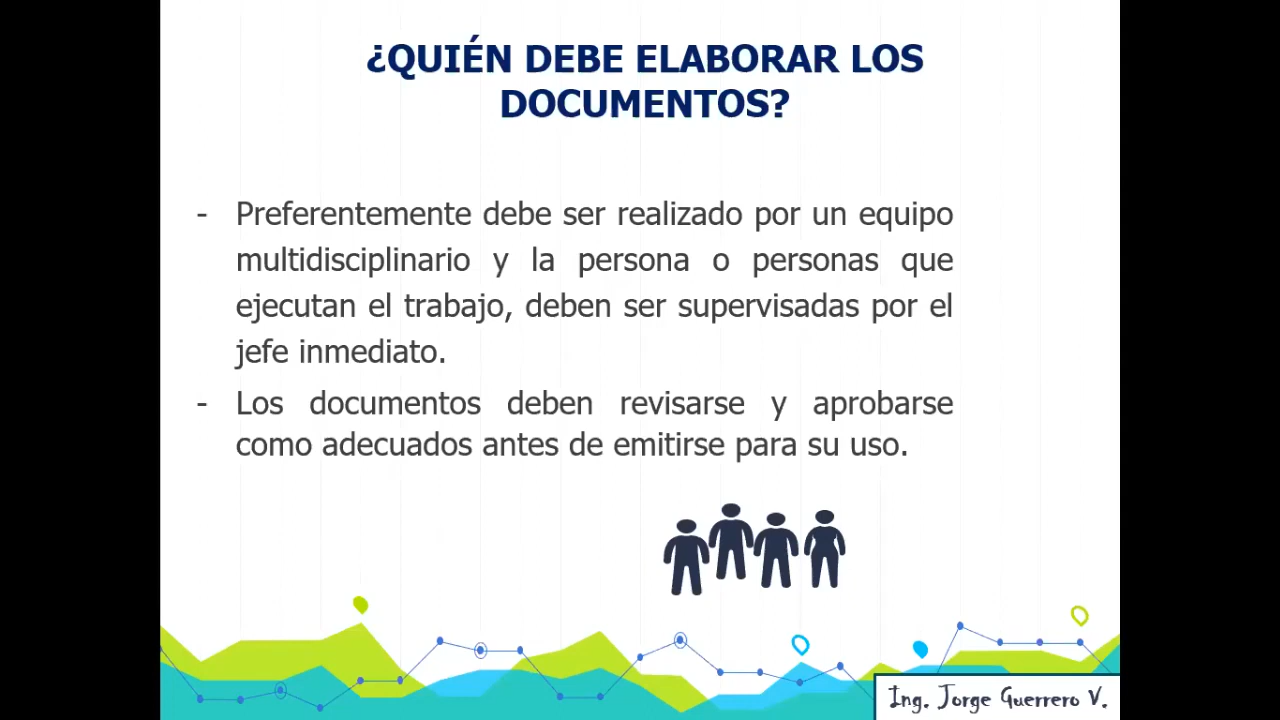 ¿QUIÉN DEBE ELABORAR LOS
DOCUMENTOS?
- Preferentemente debe ser realizado por un equipo
multidisciplinario y la persona o personas que
ejecutan el trabajo, deben ser supervisadas por el
jefe inmediato.
- Los documentos deben revisarse y aprobarse
como adecuados antes de emitirse para su uso.
Ing. Jorge Guerrero V.